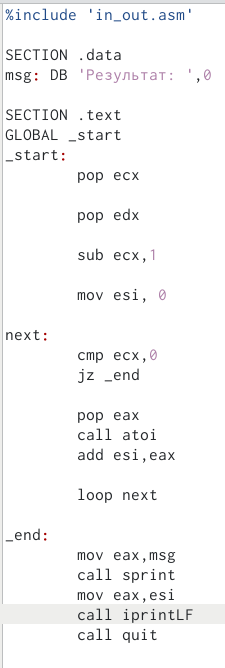 %include 'in_out.asm'

SECTION .data
msg: DB 'Результат: ',0

SECTION .text
GLOBAL _start
_start:
        pop ecx

        pop edx

        sub ecx,1

        mov esi, 0

next:
        cmp ecx,0
        jz _end

        pop eax
        call atoi
        add esi,eax

        loop next

_end:
        mov eax,msg
        call sprint
        mov eax,esi
        call iprintLF
        call quit